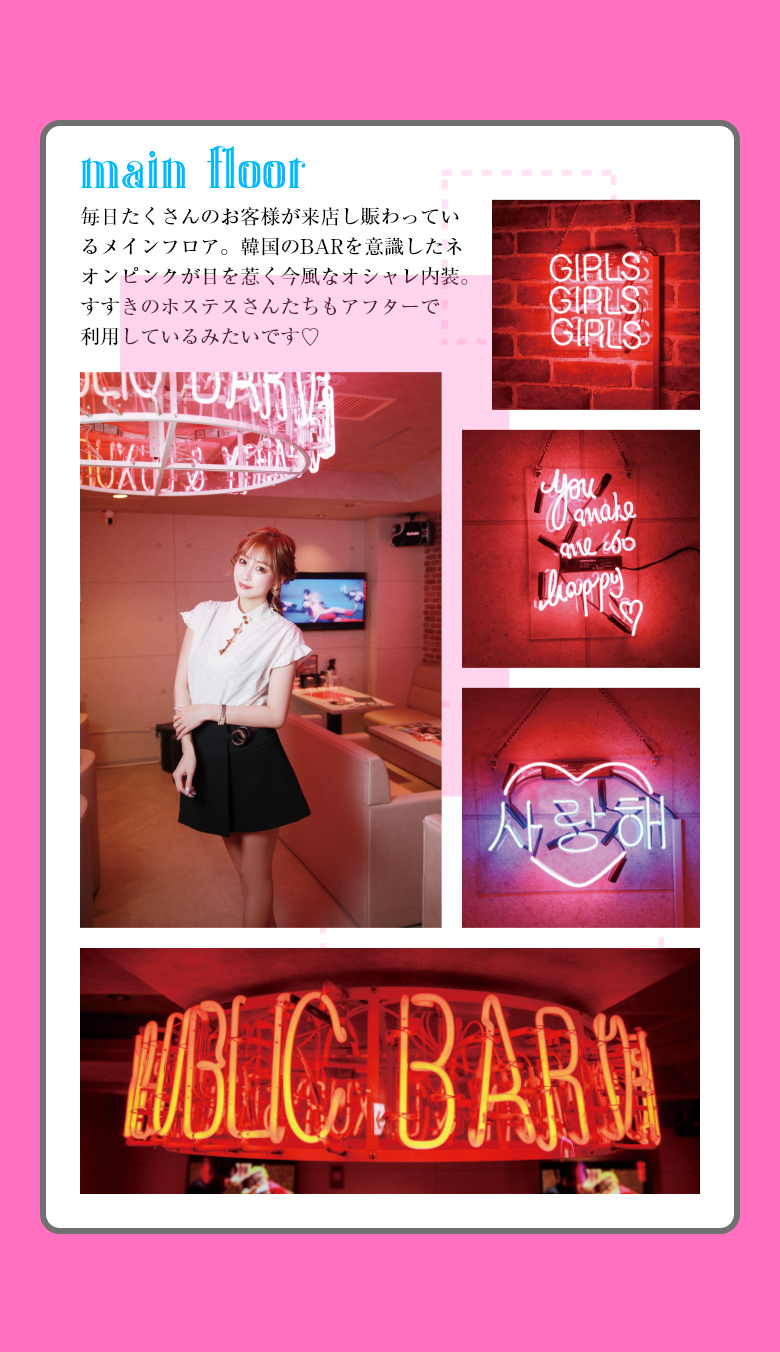 main floor
毎日たくさんのお客様が来店し賑わってい
るメインフロア。韓国のBARを意識したネ
オンピンクが目を惹く今風なオシャレ内装。
すすきのホステスさんたちもアフターで
利用しているみたいです♡
GIRLS
GIRLS
GIRLS
you
make
me so
happy
사랑해
PUBLIC BAR